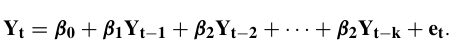 Yₜ = β₀ + β₁Yₜ₋₁ + β₂Yₜ₋₂ + ⋯ + β₂Yₜ₋ₖ + eₜ.